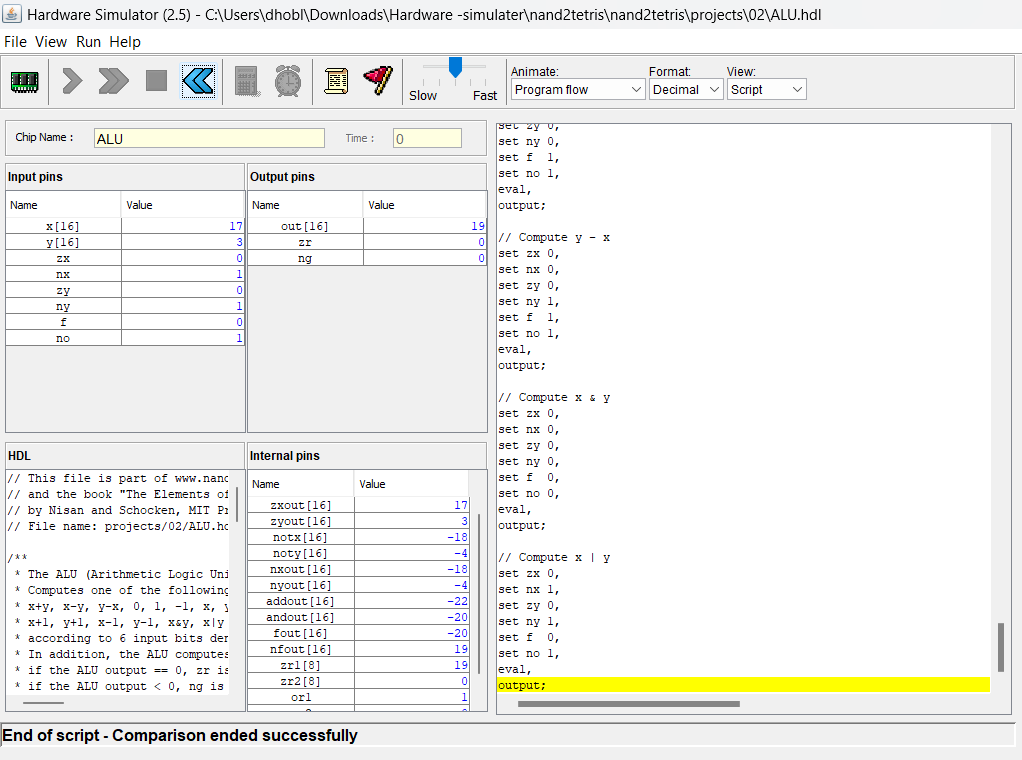 Hardware Simulator (2.5) - C:\Users\dhobl\Downloads\Hardware -simulater\nand2tetris\nand2tetris\projects\02\ALU.hdl
File View Run Help
Slow Fast
Animate: Format: View:
Program flow Decimal Script
Chip Name : ALU Time : 0
Input pins
Name Value
x[16] 17
y[16] 3
zx 0
nx 1
zy 0
ny 1
f 0
no 1
Output pins
Name Value
out[16] 19
zr 0
ng 0
HDL
// This file is part of www.nand
// and the book "The Elements of
// by Nisan and Schocken, MIT Pr
// File name: projects/02/ALU.hd
/**
* The ALU (Arithmetic Logic Uni
* Computes one of the following
* x+y, x-y, y-x, 0, 1, -1, x, y
* x+1, y+1, x-1, y-1, x&y, x|y
* according to 6 input bits den
* In addition, the ALU computes
* if the ALU output == 0, zr is
* if the ALU output < 0, ng is
Internal pins
Name Value
zxout[16] 17
zyout[16] 3
notx[16] -18
noty[16] -4
nxout[16] -18
nyout[16] -4
addout[16] -22
andout[16] -20
fout[16] -20
nfout[16] 19
zr1[8] 19
zr2[8] 0
or1 1
set zy 0,
set ny 0,
set f 1,
set no 1,
eval,
output;
// Compute y - x
set zx 0,
set nx 0,
set zy 0,
set ny 1,
set f 1,
set no 1,
eval,
output;
// Compute x & y
set zx 0,
set nx 0,
set zy 0,
set ny 0,
set f 0,
set no 0,
eval,
output;
// Compute x | y
set zx 0,
set nx 1,
set zy 0,
set ny 1,
set f 0,
set no 1,
eval,
output;
End of script - Comparison ended successfully